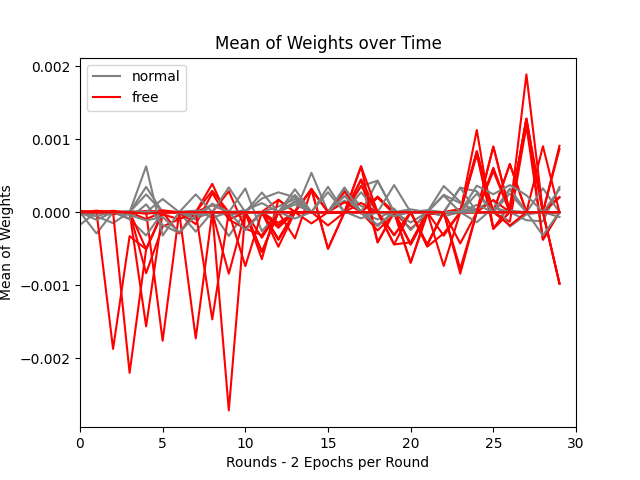 Mean of Weights over Time
normal
free
0.002
0.001
0.000
−0.001
−0.002
Mean of Weights
0 5 10 15 20 25 30
Rounds - 2 Epochs per Round